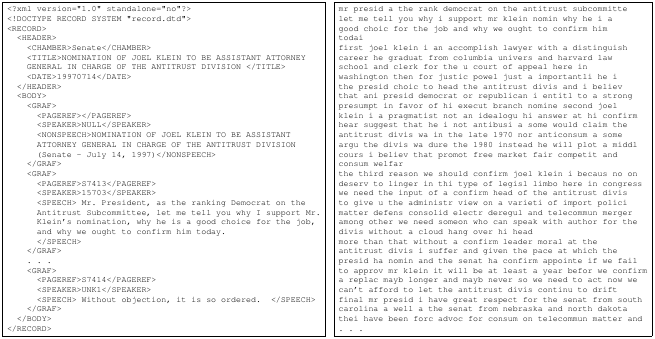 <?xml version="1.0" standalone="no"?>
<!DOCTYPE RECORD SYSTEM "record.dtd">
<RECORD>
<HEADER>
<CHAMBER>Senate</CHAMBER>
<TITLE>NOMINATION OF JOEL KLEIN TO BE ASSISTANT ATTORNEY
GENERAL IN CHARGE OF THE ANTITRUST DIVISION </TITLE>
<DATE>19970714</DATE>
</HEADER>
<BODY>
<GRAF>
<PAGEREF></PAGEREF>
<SPEAKER>NULL</SPEAKER>
<NONSPEECH>NOMINATION OF JOEL KLEIN TO BE ASSISTANT
ATTORNEY GENERAL IN CHARGE OF THE ANTITRUST DIVISION
(Senate - July 14, 1997)</NONSPEECH>
</GRAF>
<GRAF>
<PAGEREF>S7413</PAGEREF>
<SPEAKER>15703</SPEAKER>
<SPEECH> Mr. President, as the ranking Democrat on the
Antitrust Subcommittee, let me tell you why I support Mr.
Klein's nomination, why he is a good choice for the job,
and why we ought to confirm him today.
</SPEECH>
</GRAF>
. . .
<GRAF>
<PAGEREF>S7414</PAGEREF>
<SPEAKER>UNK1</SPEAKER>
<SPEECH> Without objection, it is so ordered. </SPEECH>
</GRAF>
</BODY>
</RECORD>
mr presid a the rank democrat on the antitrust subcommitte
let me tell you why i support mr klein nomin why he i a
good choic for the job and why we ought to confirm him
todai
first joel klein i an accomplish lawyer with a distinguish
career he graduat from columbia univers and harvard law
school and clerk for the u court of appeal here in
washington then for justic powel just a importantli he i
the presid choic to head the antitrust divis and i believ
that ani presid democrat or republican i entitl to a strong
presumpt in favor of hi execut branch nomine second joel
klein i a pragmatist not an idealogu hi answer at hi confirm
hear suggest that he i not antibusi a some would claim the
antitrust divis wa in the late 1970 nor anticonsum a some
argu the divis wa dure the 1980 instead he will plot a middl
cours i believ that promot free market fair competit and
consum welfar
the third reason we should confirm joel klein i becaus no on
deserv to linger in thi type of legisl limbo here in congress
we need the input of a confirm head of the antitrust divis
to give u the administr view on a varieti of import polici
matter defens consolid electr deregul and telecommun merger
among other we need someon who can speak with author for the
divis without a cloud hang over hi head
more than that without a confirm leader moral at the
antitrust divis i suffer and given the pace at which the
presid ha nomin and the senat ha confirm appointe if we fail
to approv mr klein it will be at least a year befor we confirm
a replac mayb longer and mayb never so we need to act now we
can't afford to let the antitrust divis continu to drift
final mr presid i have great respect for the senat from south
carolina a well a the senat from nebraska and north dakota
thei have been forc advoc for consum on telecommun matter and
. . .